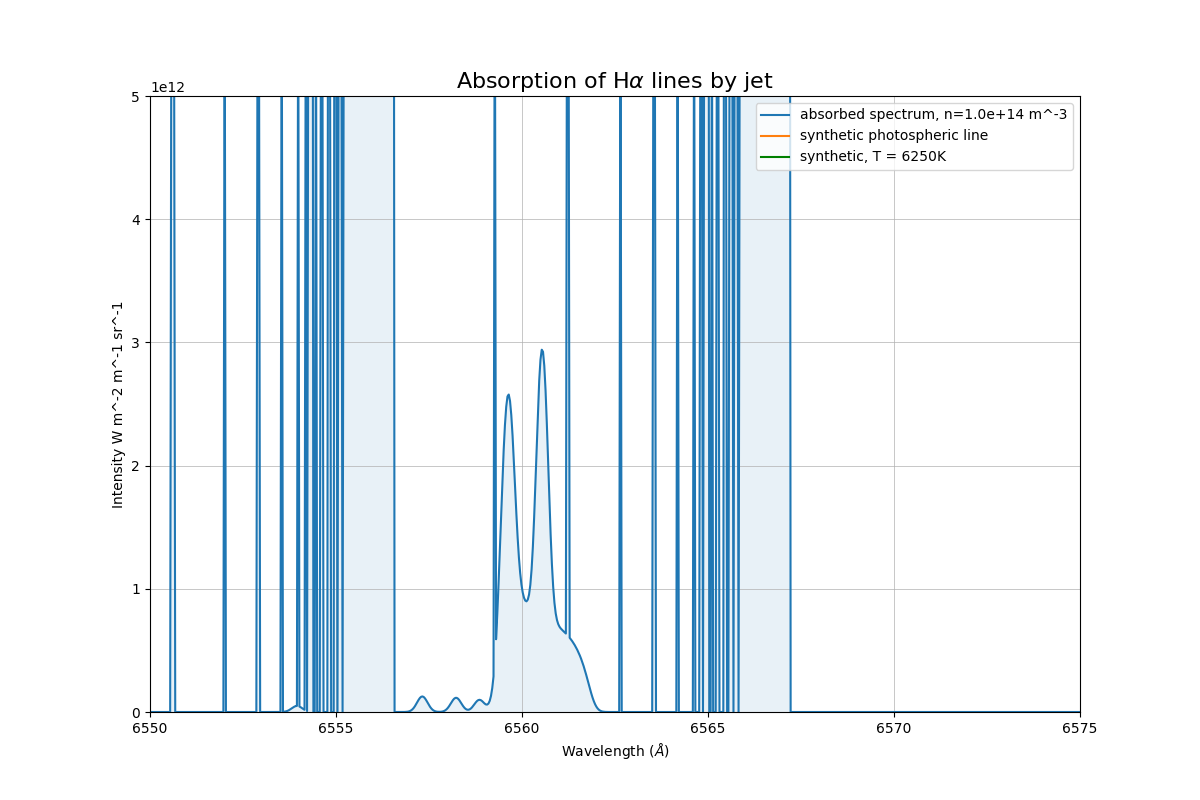 Absorption of Hα lines by jet
1e12
absorbed spectrum, n=1.0e+14 m^-3
synthetic photospheric line
synthetic, T = 6250K
Intensity W m^-2 m^-1 sr^-1
5
4
3
2
1
0
6550 6555 6560 6565 6570 6575
Wavelength (Å)